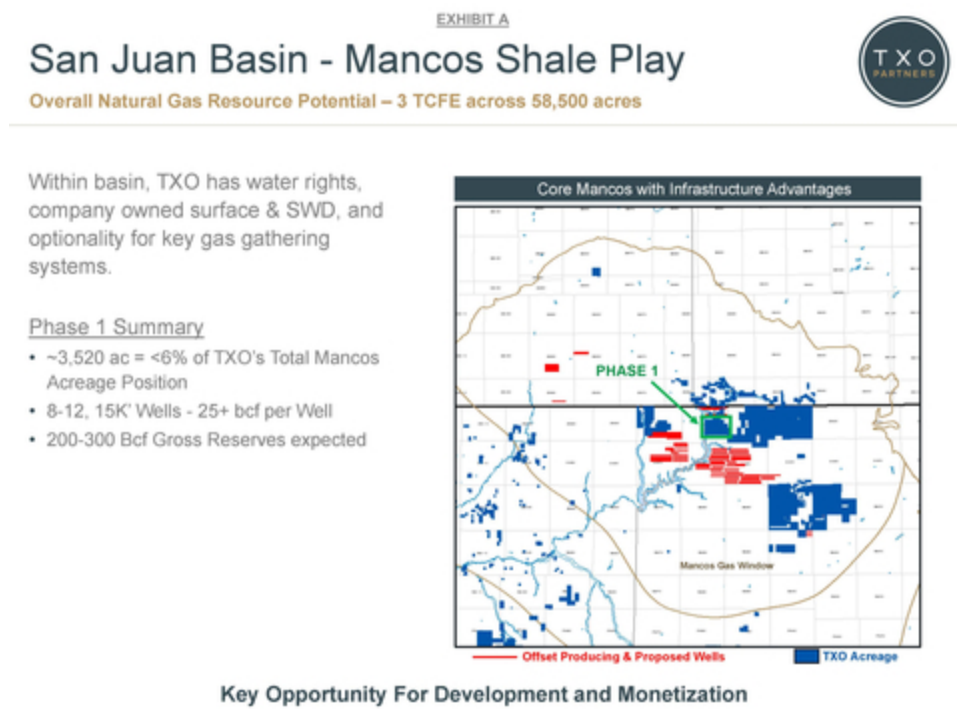 EXHIBIT A
San Juan Basin - Mancos Shale Play
TXO
PARTNERS
Overall Natural Gas Resource Potential – 3 TCFE across 58,500 acres
Within basin, TXO has water rights,
company owned surface & SWD, and
optionality for key gas gathering
systems.
Phase 1 Summary
• ~3,520 ac = <6% of TXO's Total Mancos
Acreage Position
• 8-12, 15K' Wells - 25+ bcf per Well
• 200-300 Bcf Gross Reserves expected
Core Mancos with Infrastructure Advantages
PHASE 1
Mancos Gas Window
Offset Producing & Proposed Wells
TXO Acreage
Key Opportunity For Development and Monetization